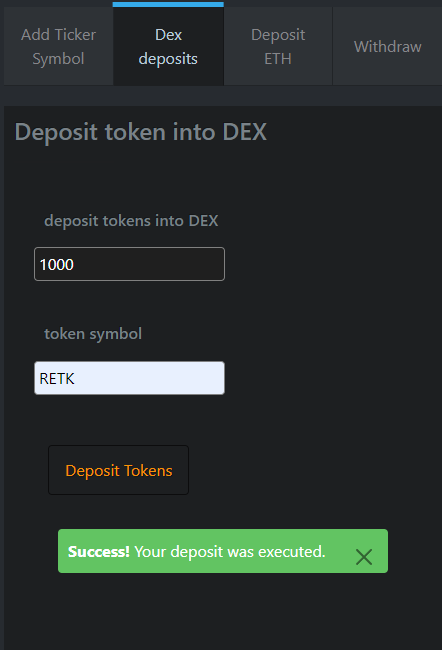 Add Ticker
Symbol
Dex
deposits
Deposit
ETH
Withdraw
Deposit token into DEX
deposit tokens into DEX
1000
token symbol
RETK
Deposit Tokens
Success! Your deposit was executed.